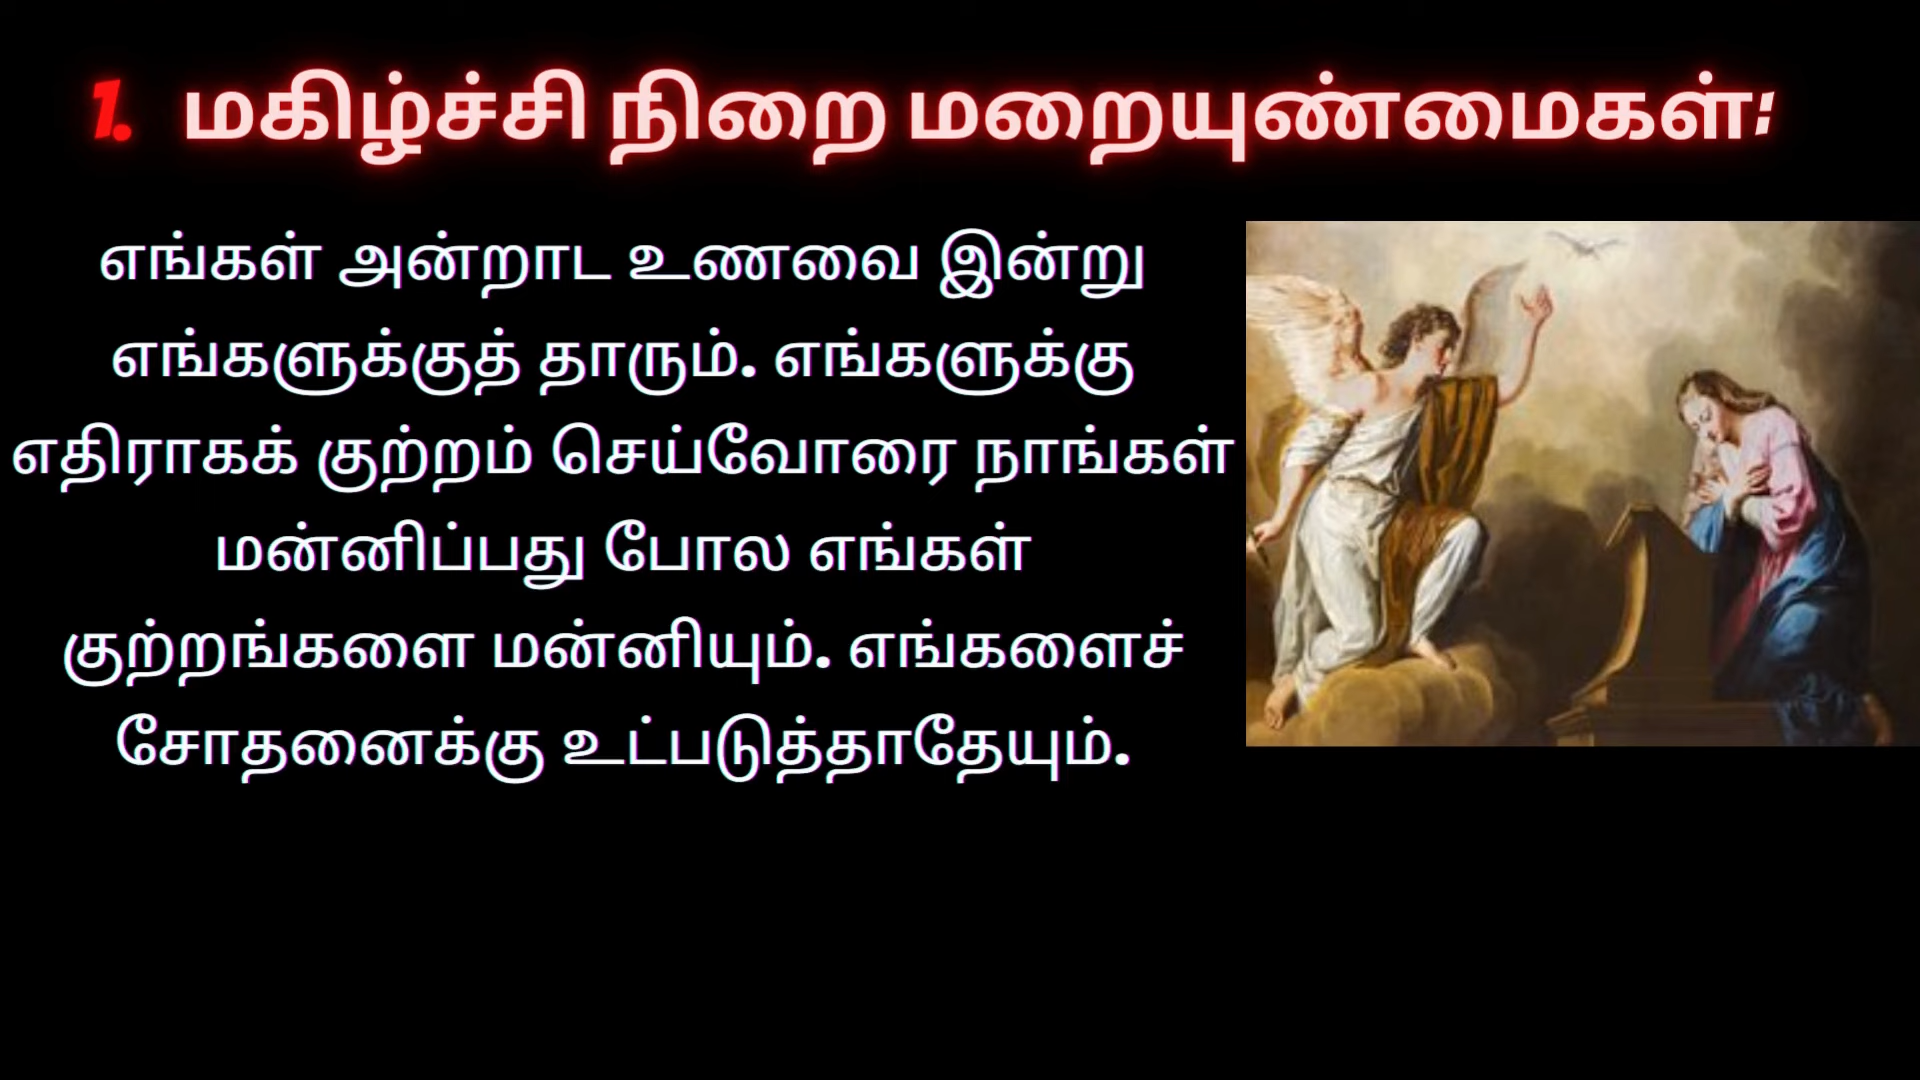 1. மகிழ்ச்சி நிறை மறையுண்மைகள்:
எங்கள் அன்றாட உணவை இன்று
எங்களுக்குத் தாரும். எங்களுக்கு
எதிராகக் குற்றம் செய்வோரை நாங்கள்
மன்னிப்பது போல எங்கள்
குற்றங்களை மன்னியும். எங்களைச்
சோதனைக்கு உட்படுத்தாதேயும்.